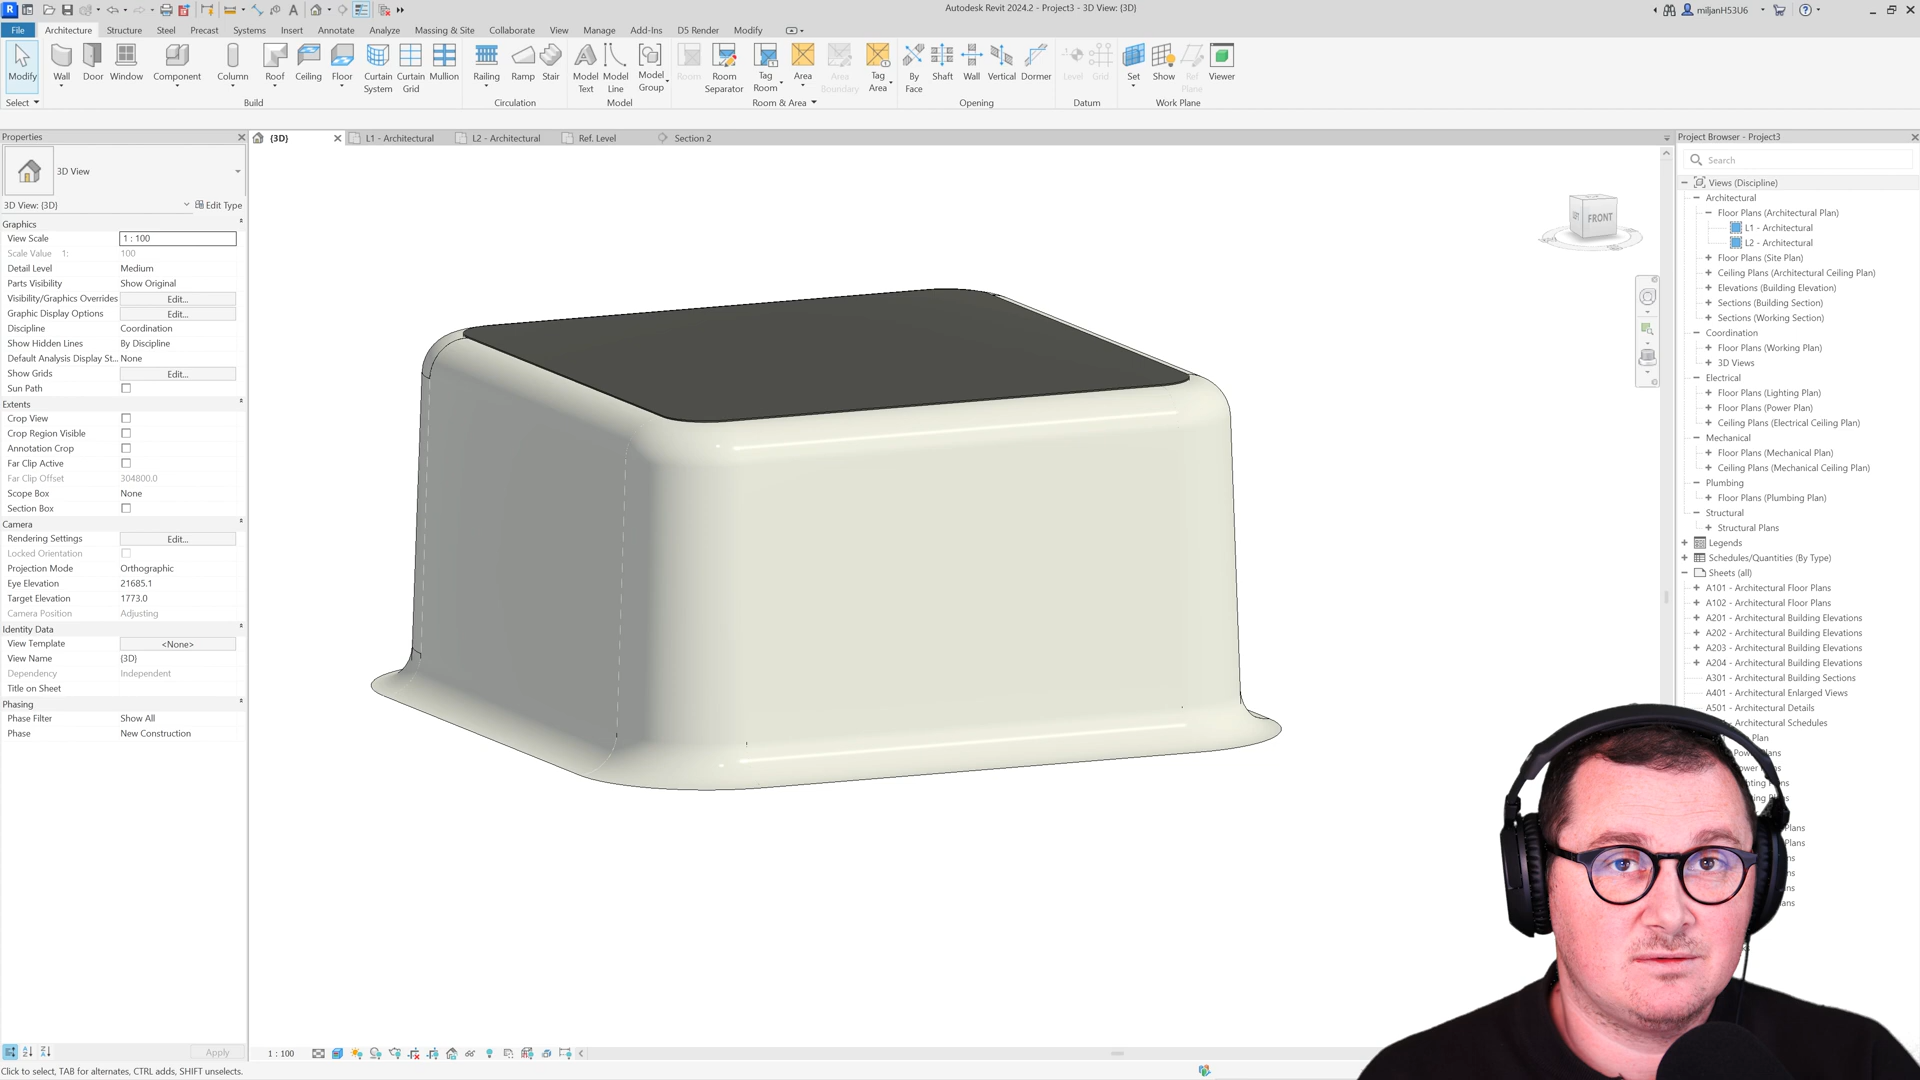 Autodesk Revit 2024.2 - Project3 - 3D View: {3D}
miljanH53U6
File Architecture Structure Steel Precast Systems Insert Annotate Analyze Massing & Site Collaborate View Manage Add-Ins D5 Render Modify
Modify Wall Door Window Component Column Roof Ceiling Floor Curtain System Curtain Grid Mullion Railing Ramp Stair Model Text Model Line Model Group Room Room Separator Tag Room Area Area Boundary Tag Area By Face Shaft Wall Vertical Dormer Level Grid Set Show Ref Plane Viewer
Select Build Circulation Model Room & Area Opening Datum Work Plane
Properties
{3D} L1 - Architectural L2 - Architectural Ref. Level Section 2
Project Browser - Project3
3D View
Search
3D View: {3D} Edit Type
Graphics
View Scale 1 : 100
Scale Value 1: 100
Detail Level Medium
Parts Visibility Show Original
Visibility/Graphics Overrides Edit...
Graphic Display Options Edit...
Discipline Coordination
Show Hidden Lines By Discipline
Default Analysis Display St... None
Show Grids Edit...
Sun Path
Extents
Crop View
Crop Region Visible
Annotation Crop
Far Clip Active
Far Clip Offset 304800.0
Scope Box None
Section Box
Camera
Rendering Settings Edit...
Locked Orientation
Projection Mode Orthographic
Eye Elevation 21685.1
Target Elevation 1773.0
Camera Position Adjusting
Identity Data
View Template <None>
View Name {3D}
Dependency Independent
Title on Sheet
Phasing
Phase Filter Show All
Phase New Construction
Apply
FRONT
Views (Discipline)
Architectural
Floor Plans (Architectural Plan)
L1 - Architectural
L2 - Architectural
Floor Plans (Site Plan)
Ceiling Plans (Architectural Ceiling Plan)
Elevations (Building Elevation)
Sections (Building Section)
Sections (Working Section)
Coordination
Floor Plans (Working Plan)
3D Views
Electrical
Floor Plans (Lighting Plan)
Floor Plans (Power Plan)
Ceiling Plans (Electrical Ceiling Plan)
Mechanical
Floor Plans (Mechanical Plan)
Ceiling Plans (Mechanical Ceiling Plan)
Plumbing
Floor Plans (Plumbing Plan)
Structural
Structural Plans
Legends
Schedules/Quantities (By Type)
Sheets (all)
A101 - Architectural Floor Plans
A102 - Architectural Floor Plans
A201 - Architectural Building Elevations
A202 - Architectural Building Elevations
A203 - Architectural Building Elevations
A204 - Architectural Building Elevations
A301 - Architectural Building Sections
A401 - Architectural Enlarged Views
A501 - Architectural Details
Architectural Schedules
Plan
1 : 100
Click to select, TAB for alternates, CTRL adds, SHIFT unselects.